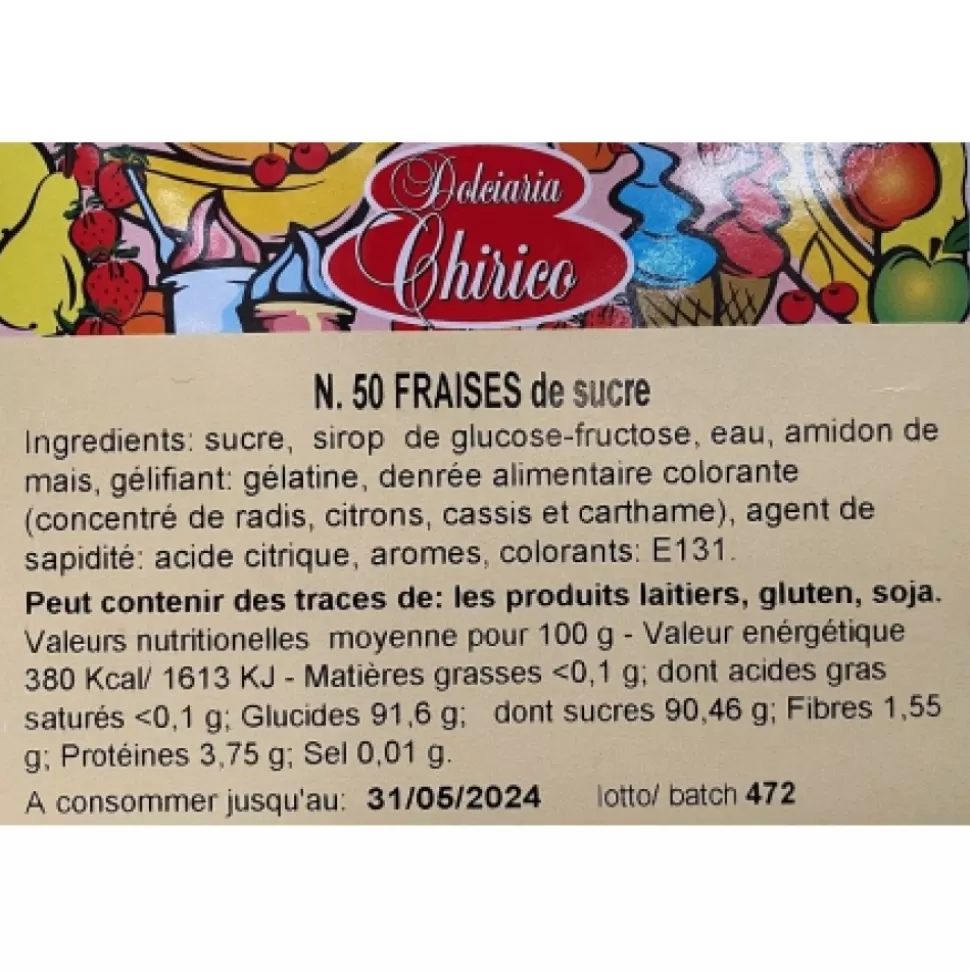 Dolciaria
Chirico
N. 50 FRAISES de sucre
Ingredients: sucre, sirop de glucose-fructose, eau, amidon de
mais, gélifiant: gélatine, denrée alimentaire colorante
(concentré de radis, citrons, cassis et carthame), agent de
sapidité: acide citrique, aromes, colorants: E131.
Peut contenir des traces de: les produits laitiers, gluten, soja.
Valeurs nutritionelles moyenne pour 100 g - Valeur enérgétique
380 Kcal/ 1613 KJ - Matières grasses <0,1 g; dont acides gras
saturés <0,1 g; Glucides 91,6 g; dont sucres 90,46 g; Fibres 1,55
g; Protéines 3,75 g; Sel 0,01 g.
A consommer jusqu'au: 31/05/2024 lotto/ batch 472